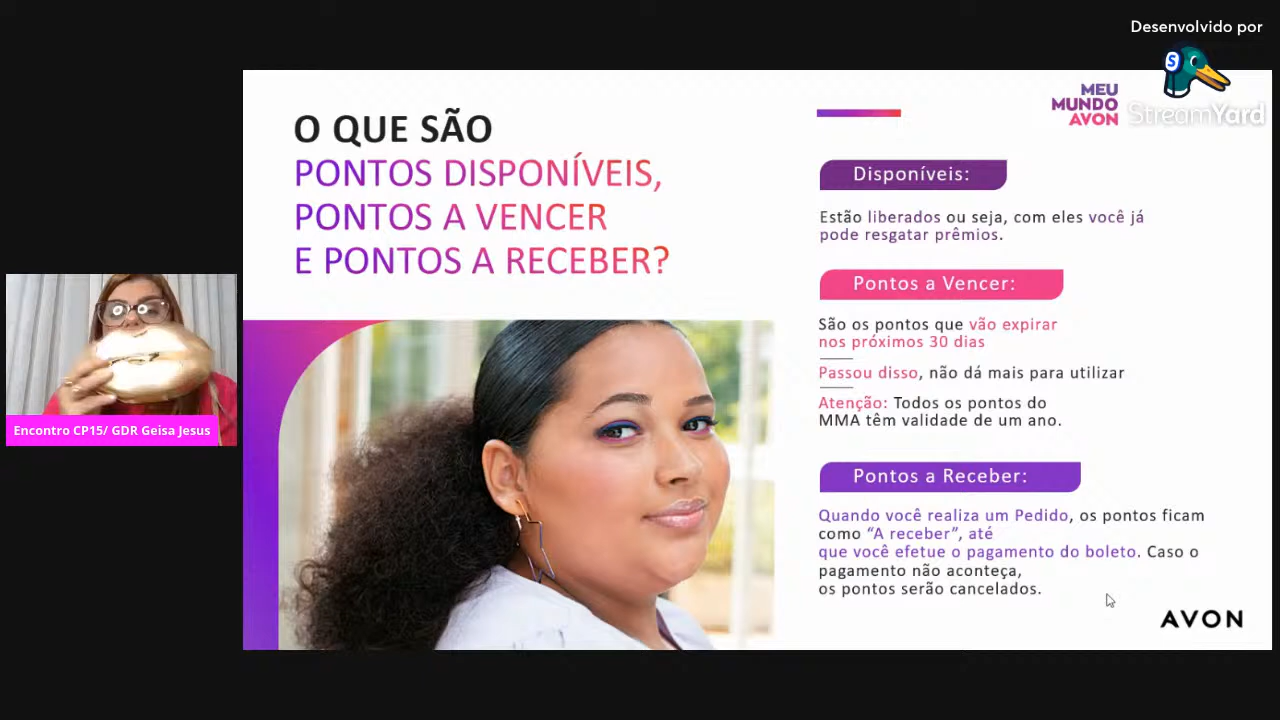 Desenvolvido por
S
StreamYard
MEU
MUNDO
AVON
O QUE SÃO
PONTOS DISPONÍVEIS,
PONTOS A VENCER
E PONTOS A RECEBER?
Disponíveis:
Estão liberados ou seja, com eles você já
pode resgatar prêmios.
Pontos a Vencer:
São os pontos que vão expirar
nos próximos 30 dias
Passou disso, não dá mais para utilizar
Atenção: Todos os pontos do
MMA têm validade de um ano.
Pontos a Receber:
Quando você realiza um Pedido, os pontos ficam
como “A receber”, até
que você efetue o pagamento do boleto. Caso o
pagamento não aconteça,
os pontos serão cancelados.
AVON
Encontro CP15/ GDR Geisa Jesus